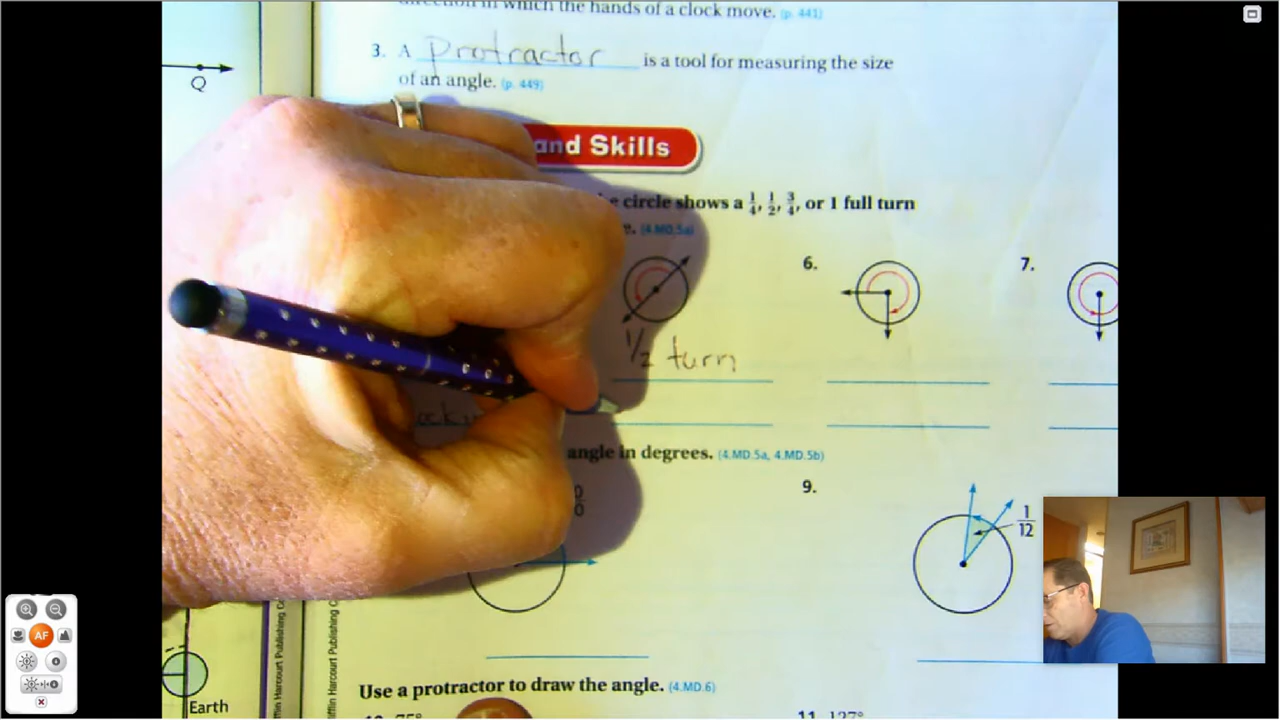 direction in which the hands of a clock move. (p. 441)
3. A protractor is a tool for measuring the size
of an angle. (p. 449)
Q
and Skills
circle shows a 1/4, 1/2, 3/4, or 1 full turn
(4.MD.5a)
6.
7.
1/2 turn
angle in degrees. (4.MD.5a, 4.MD.5b)
9.
1/12
Use a protractor to draw the angle. (4.MD.6)
11. 127°
Earth
AF